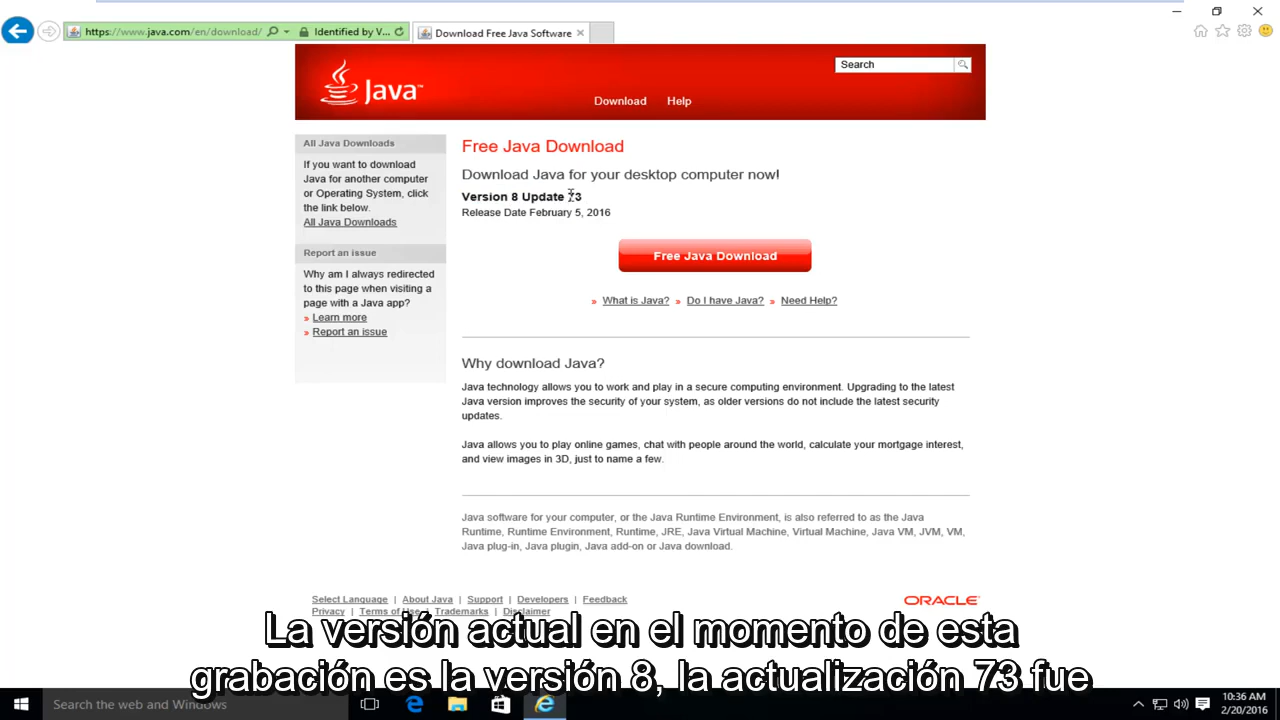 https://www.java.com/en/download/
Identified by V...
Download Free Java Software
Java
Search
Download
Help
All Java Downloads
If you want to download
Java for another computer
or Operating System, click
the link below.
All Java Downloads
Report an issue
Why am I always redirected
to this page when visiting a
page with a Java app?
» Learn more
» Report an issue
Free Java Download
Download Java for your desktop computer now!
Version 8 Update 73
Release Date February 5, 2016
Free Java Download
» What is Java? » Do I have Java? » Need Help?
Why download Java?
Java technology allows you to work and play in a secure computing environment. Upgrading to the latest
Java version improves the security of your system, as older versions do not include the latest security
updates.
Java allows you to play online games, chat with people around the world, calculate your mortgage interest,
and view images in 3D, just to name a few.
Java software for your computer, or the Java Runtime Environment, is also referred to as the Java
Runtime, Runtime Environment, Runtime, JRE, Java Virtual Machine, Virtual Machine, Java VM, JVM, VM,
Java plug-in, Java plugin, Java add-on or Java download.
Select Language | About Java | Support | Developers | Feedback
Privacy | Terms of Use | Trademarks | Disclaimer
ORACLE
La versión actual en el momento de esta
grabación es la versión 8, la actualización 73 fue
Search the web and Windows
10:36 AM
2/20/2016